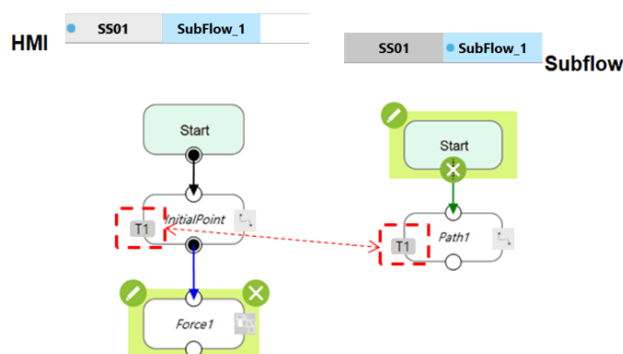 HMI
SS01
SubFlow_1
SS01
SubFlow_1
Subflow
Start
Start
InitialPoint
T1
Path1
T1
Force1